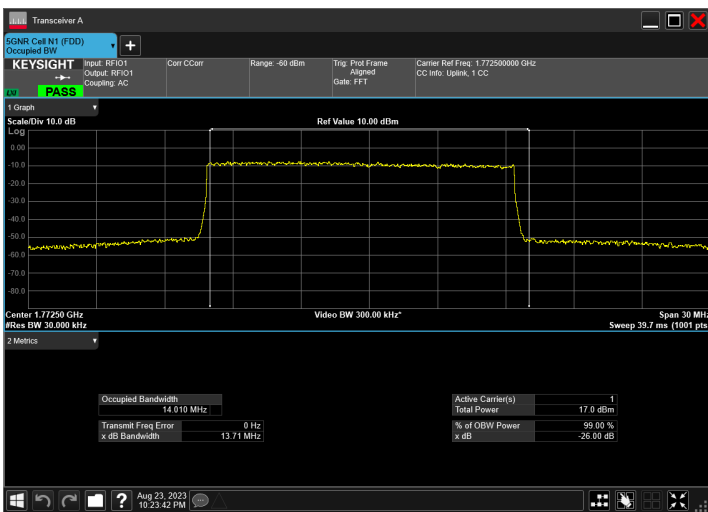 Transceiver A
5GNR Cell N1 (FDD)
Occupied BW
KEYSIGHT
LXI
PASS
Input: RFIO1
Output: RFIO1
Coupling: AC
Corr CCorr
Range: -60 dBm
Trig: Prot Frame
Aligned
Gate: FFT
Carrier Ref Freq: 1.772500000 GHz
CC Info: Uplink, 1 CC
1 Graph
Scale/Div 10.0 dB
Ref Value 10.00 dBm
Log
0.00
-10.0
-20.0
-30.0
-40.0
-50.0
-60.0
-70.0
-80.0
Center 1.77250 GHz
Video BW 300.00 kHz*
Span 30 MHz
#Res BW 30.000 kHz
Sweep 39.7 ms (1001 pts
2 Metrics
Occupied Bandwidth
14.010 MHz
Transmit Freq Error 0 Hz
x dB Bandwidth 13.71 MHz
Active Carrier(s) 1
Total Power 17.0 dBm
% of OBW Power 99.00 %
x dB -26.00 dB
Aug 23, 2023
10:23:42 PM